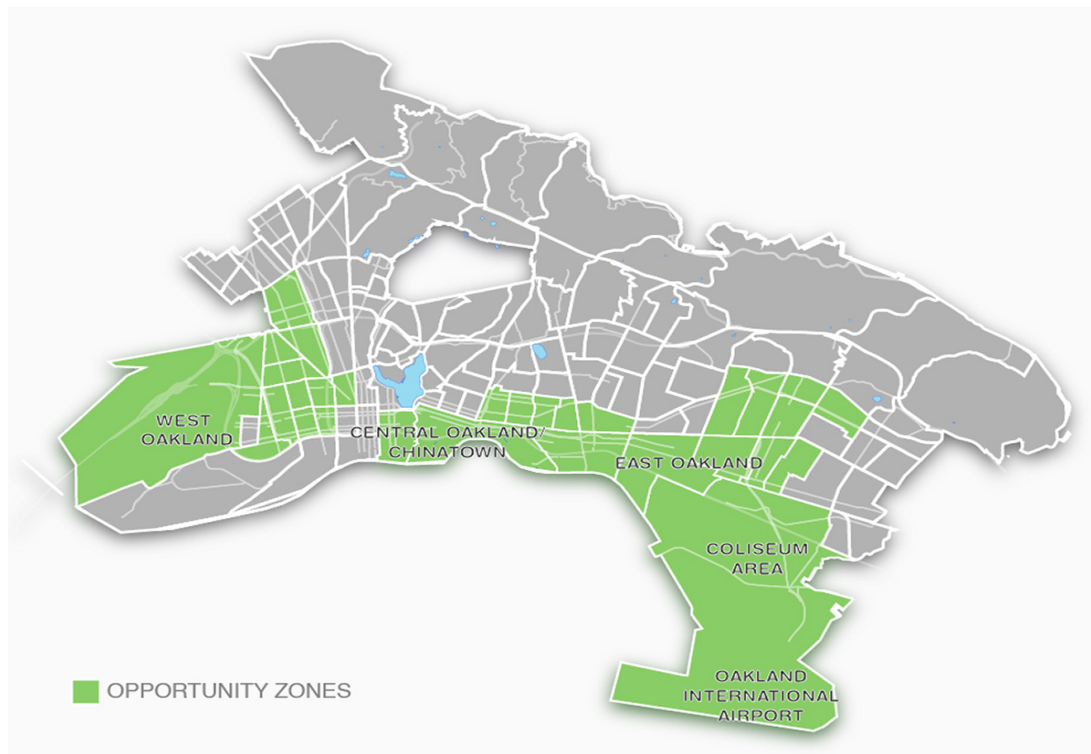 WEST
OAKLAND
CENTRAL OAKLAND/
CHINATOWN
EAST OAKLAND
COLISEUM
AREA
OAKLAND
INTERNATIONAL
AIRPORT
OPPORTUNITY ZONES